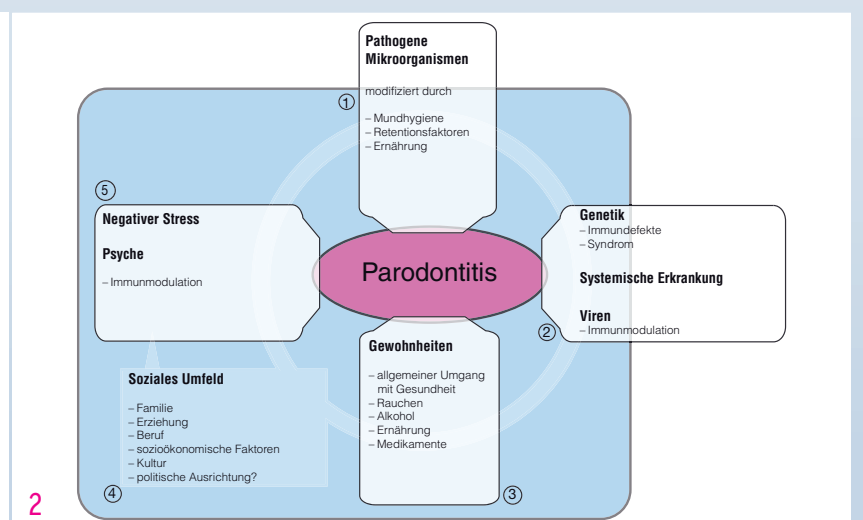 Pathogene
Mikroorganismen
modifiziert durch
①
– Mundhygiene
– Retentionsfaktoren
– Ernährung
⑤
Negativer Stress
Psyche
– Immunmodulation
Parodontitis
Genetik
– Immundefekte
– Syndrom
Systemische Erkrankung
Viren
– Immunmodulation
②
Gewohnheiten
– allgemeiner Umgang
mit Gesundheit
– Rauchen
– Alkohol
– Ernährung
– Medikamente
③
Soziales Umfeld
– Familie
– Erziehung
– Beruf
– sozioökonomische Faktoren
– Kultur
– politische Ausrichtung?
④
2